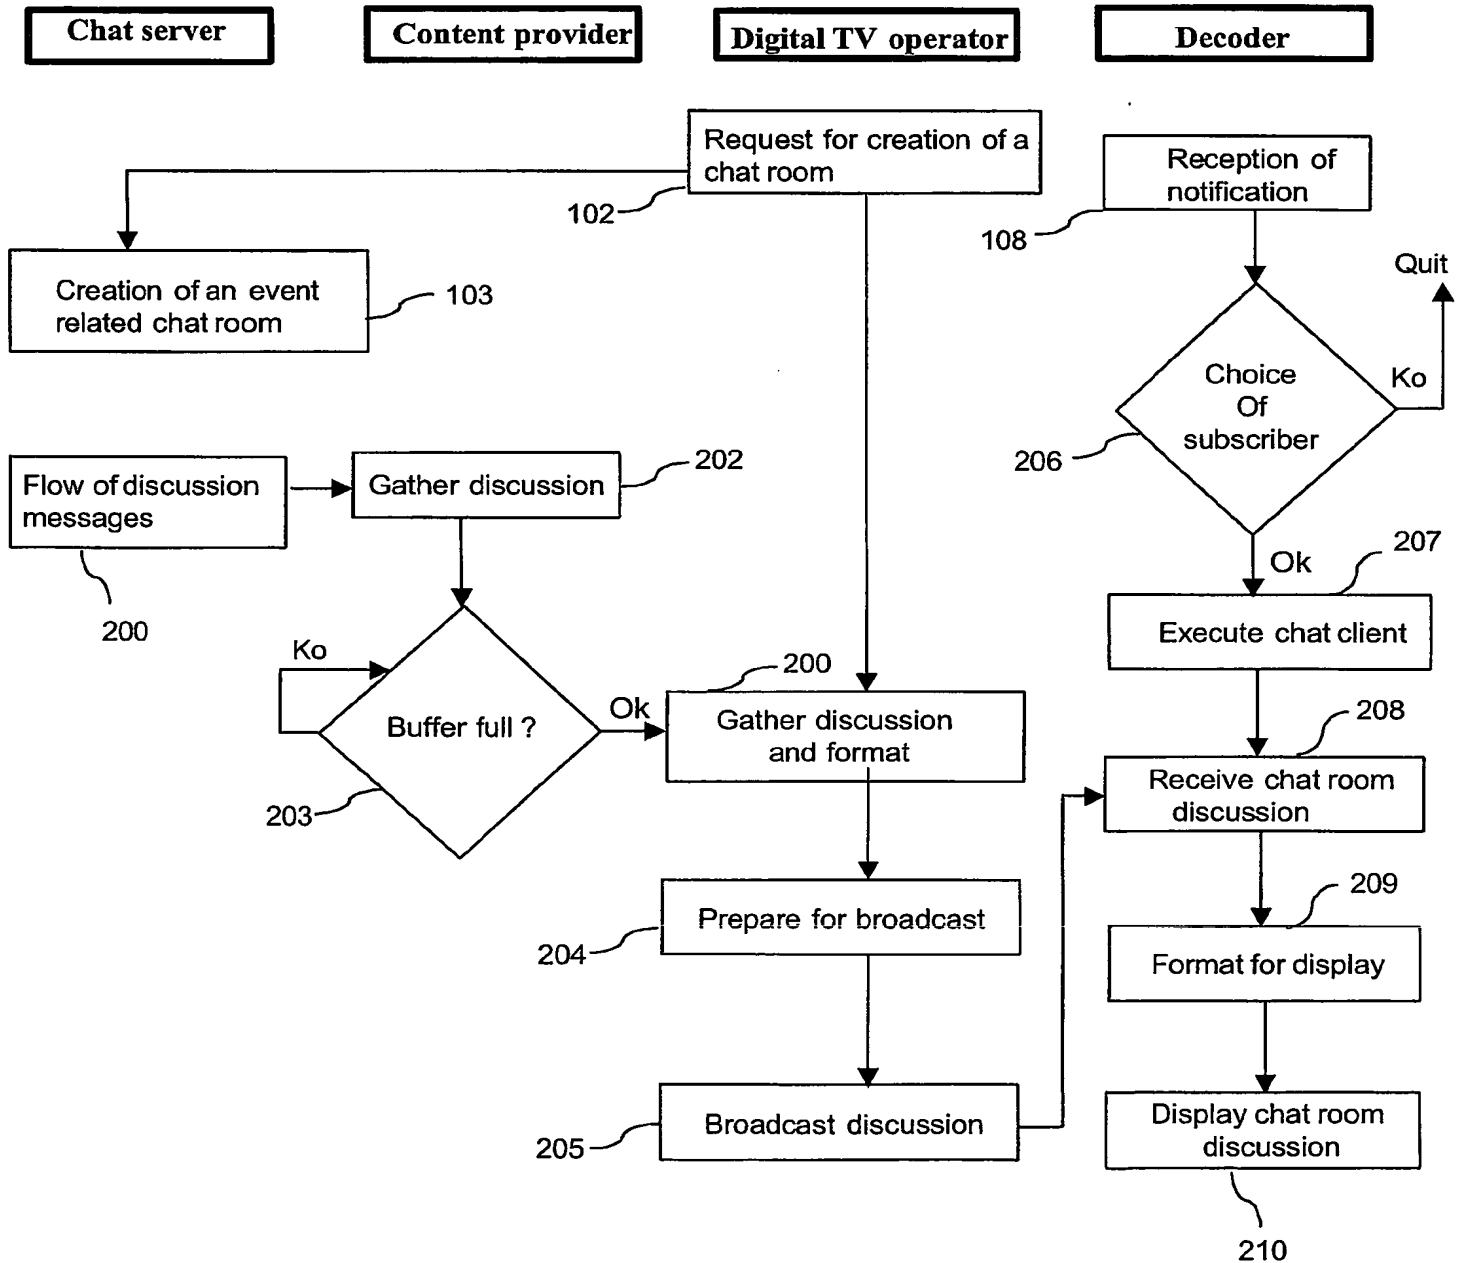 Chat server
Content provider
Digital TV operator
Decoder
Request for creation of a
chat room
102
Reception of
notification
108
Creation of an event
related chat room
103
Quit
Choice
Of
subscriber
Ko
206
Flow of discussion
messages
200
Gather discussion
202
Ok
207
Execute chat client
Ko
Buffer full ?
203
Ok
200
Gather discussion
and format
208
Receive chat room
discussion
Prepare for broadcast
204
209
Format for display
Broadcast discussion
205
Display chat room
discussion
210